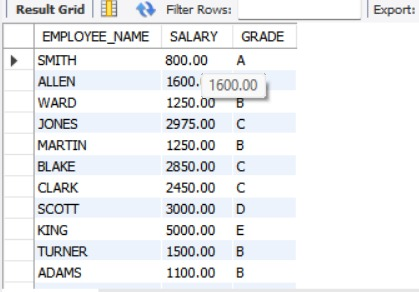 Result Grid Filter Rows: Export:
EMPLOYEE_NAME SALARY GRADE
SMITH 800.00 A
ALLEN 1600. 1600.00
WARD 1250.00 B
JONES 2975.00 C
MARTIN 1250.00 B
BLAKE 2850.00 C
CLARK 2450.00 C
SCOTT 3000.00 D
KING 5000.00 E
TURNER 1500.00 B
ADAMS 1100.00 B